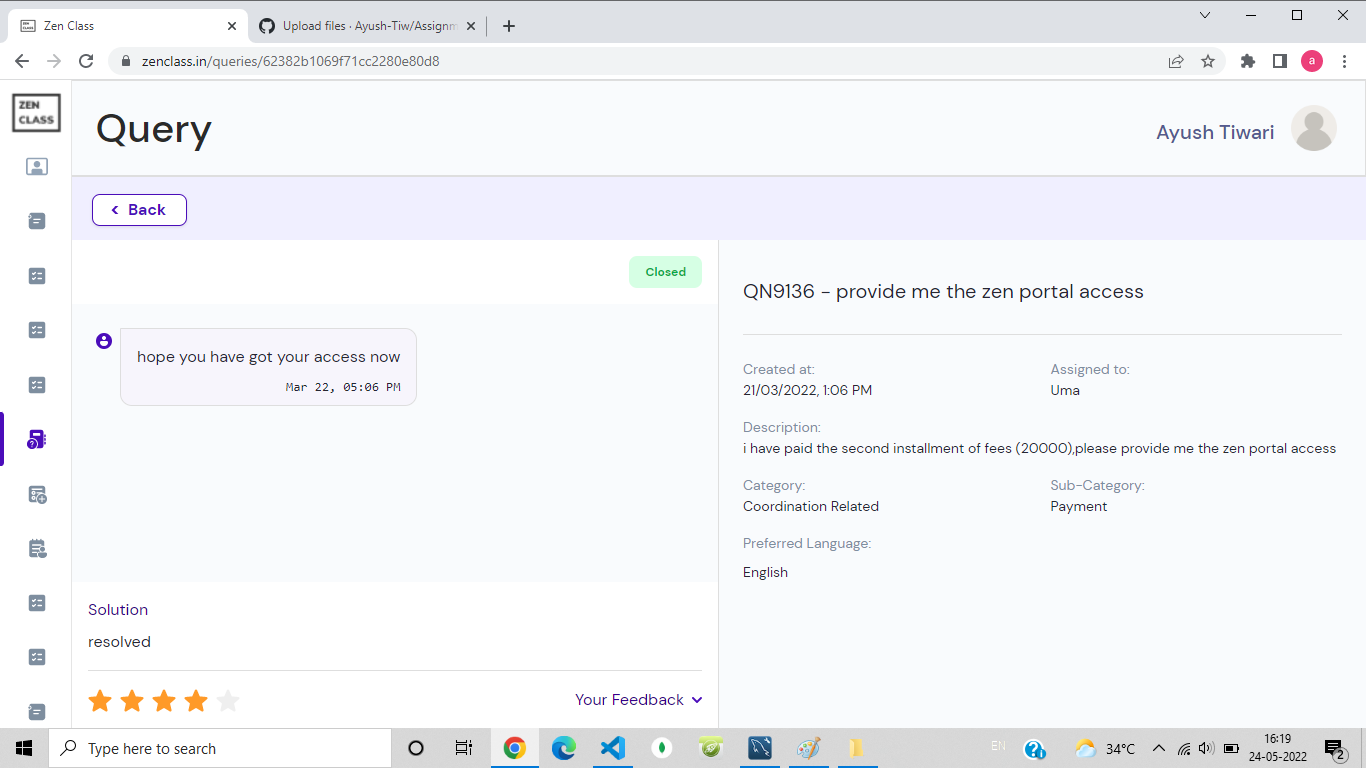 Zen Class
Upload files · Ayush-Tiw/Assignm
zenclass.in/queries/62382b1069f71cc2280e80d8
a
ZEN
CLASS
Query
Ayush Tiwari
< Back
Closed
hope you have got your access now
Mar 22, 05:06 PM
Solution
resolved
Your Feedback
QN9136 - provide me the zen portal access
Created at:
Assigned to:
21/03/2022, 1:06 PM
Uma
Description:
i have paid the second installment of fees (20000),please provide me the zen portal access
Category:
Sub-Category:
Coordination Related
Payment
Preferred Language:
English
Type here to search
EN
34°C
16:19
24-05-2022
2